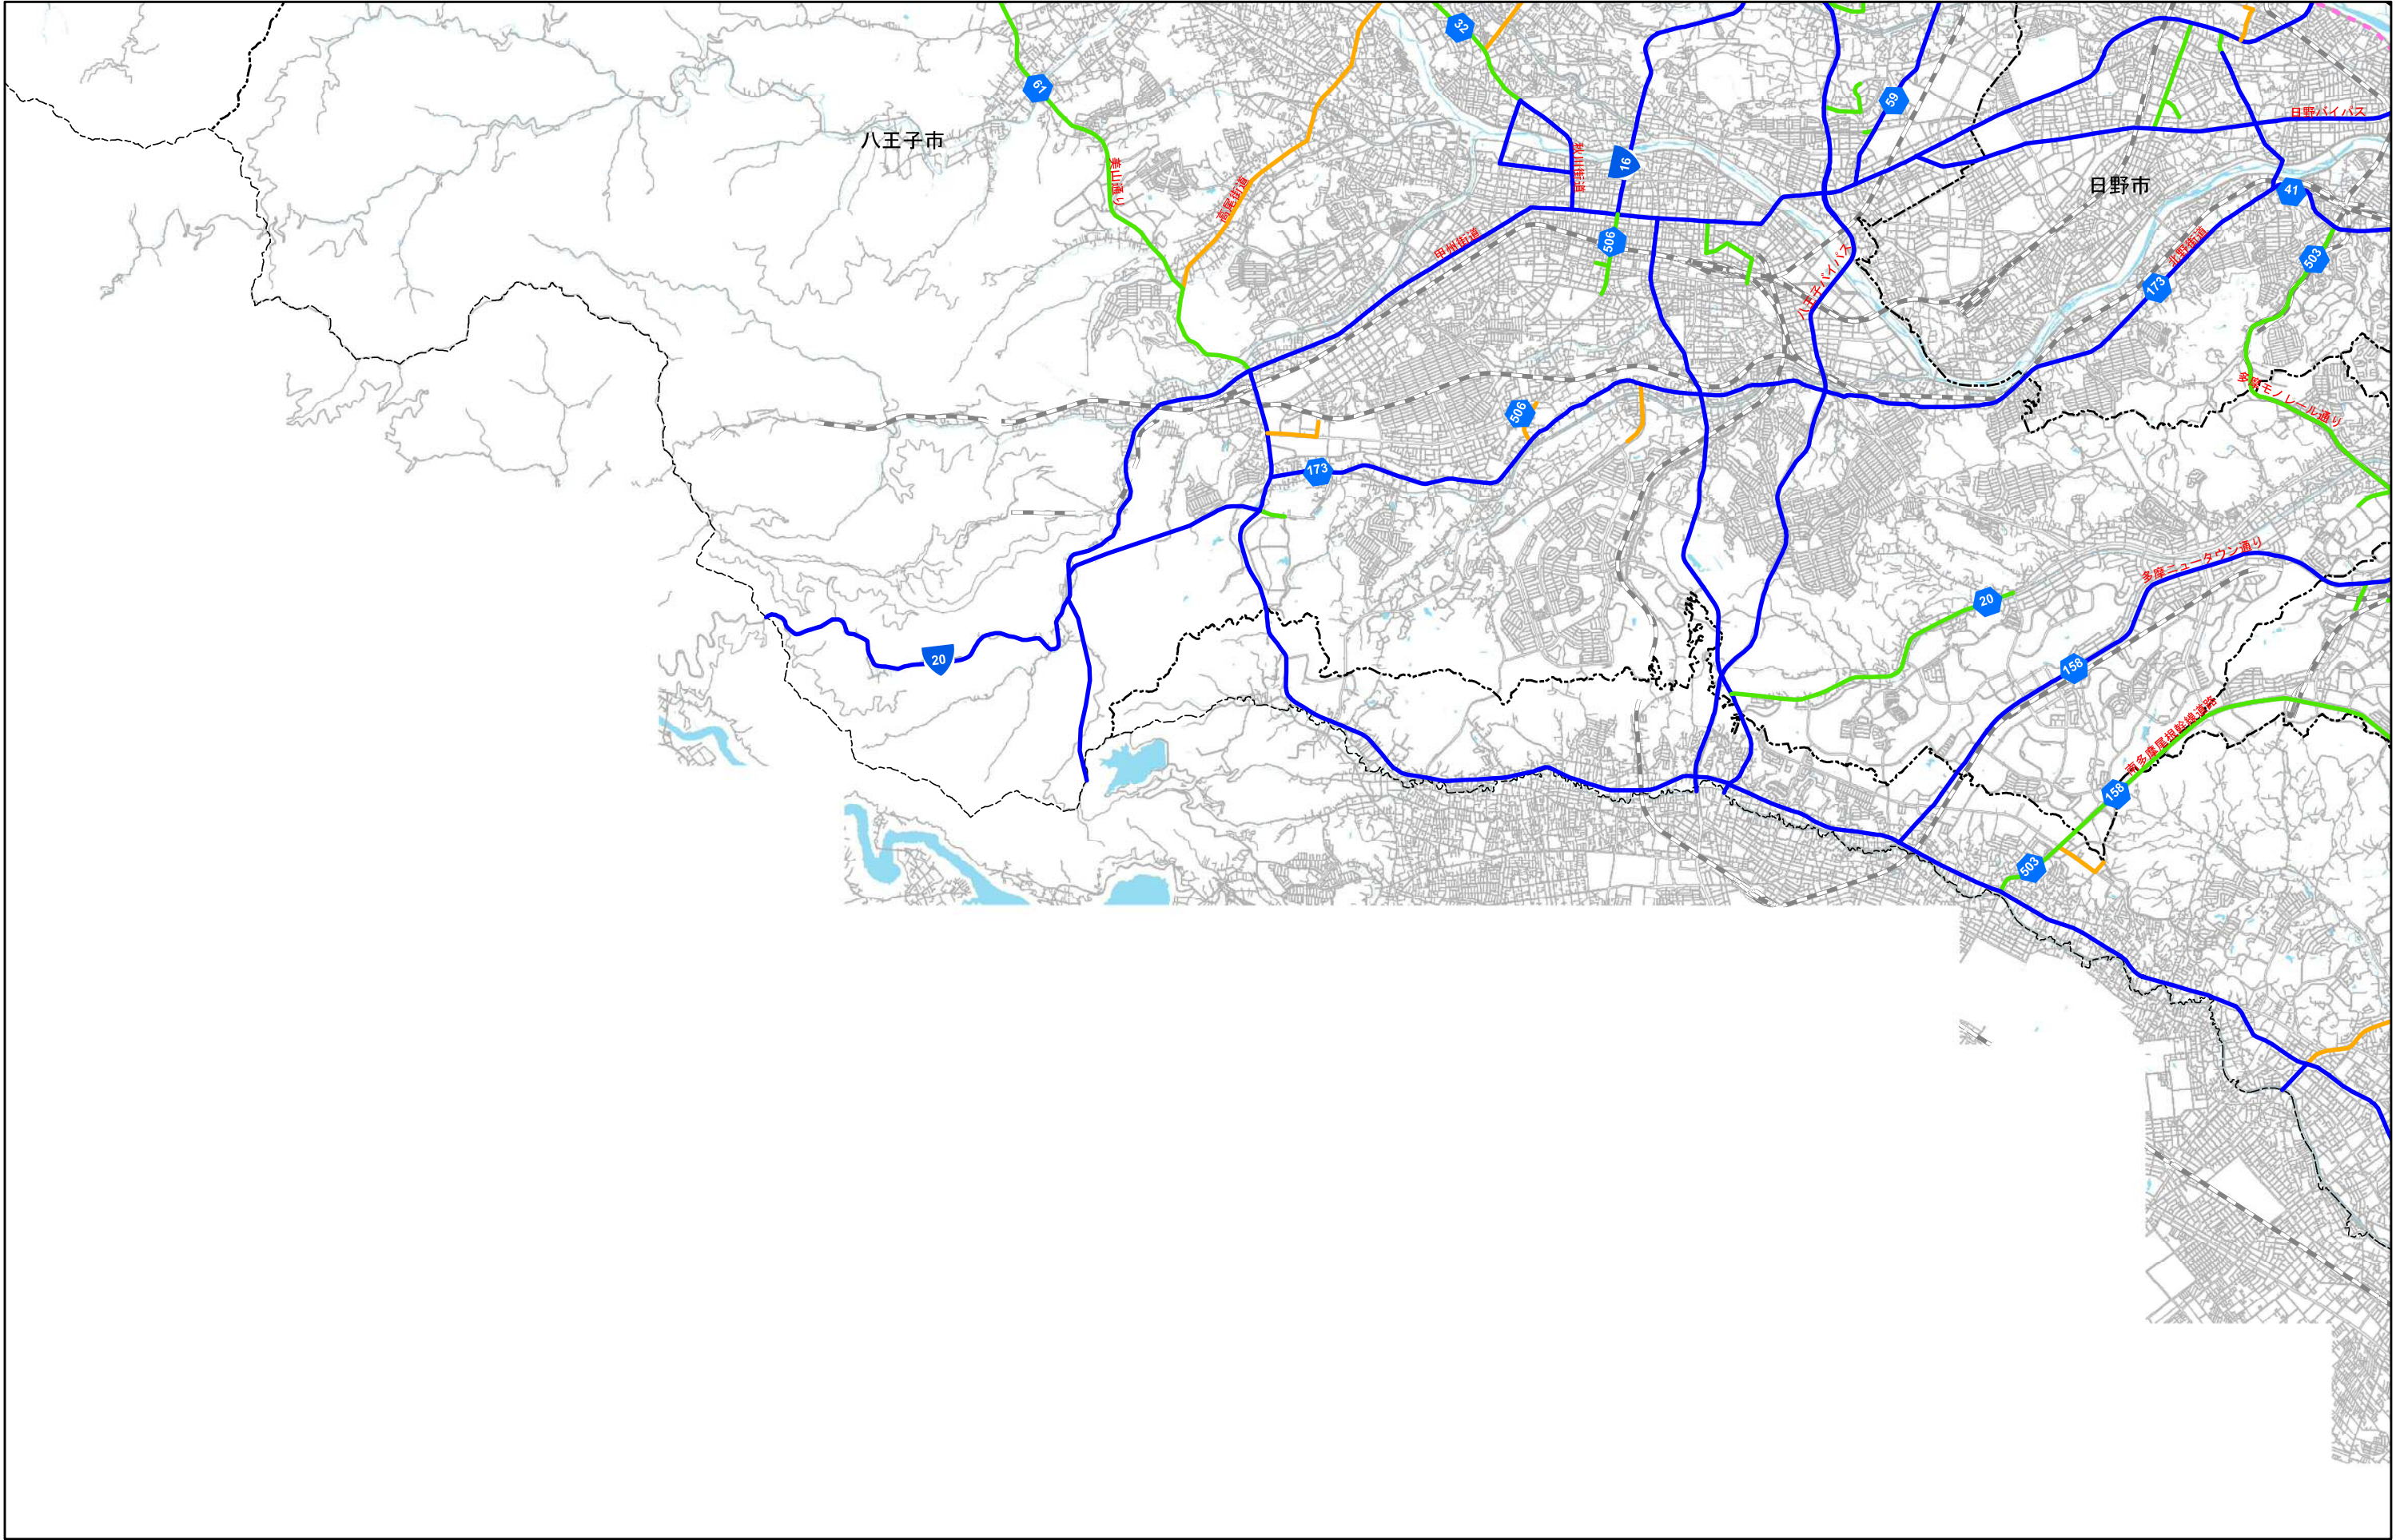 32
61
59
日野バイパス
八王子市
秋川街道
16
美山通り
日野市
41
高尾街道
甲州街道
506
北野街道
503
八王子バイパス
173
多摩モノレール通り
506
173
多摩ニュータウン通り
20
20
158
南多摩尾根幹線道路
158
503